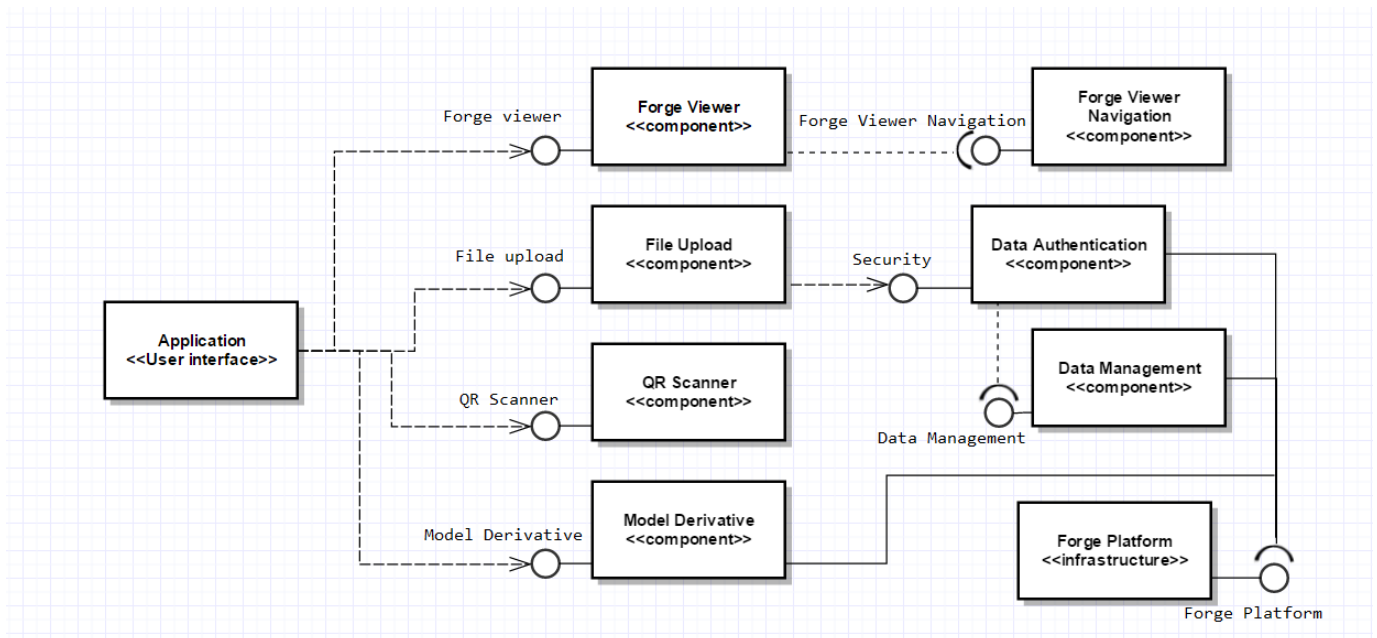 Forge viewer
Forge Viewer
<<component>>
Forge Viewer Navigation
Forge Viewer
Navigation
<<component>>
File upload
File Upload
<<component>>
Security
Data Authentication
<<component>>
Application
<<User interface>>
QR Scanner
QR Scanner
<<component>>
Data Management
<<component>>
Data Management
Model Derivative
Model Derivative
<<component>>
Forge Platform
<<infrastructure>>
Forge Platform